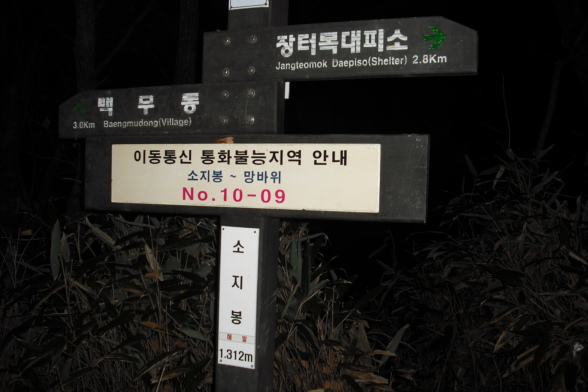 장터목대피소
Jangteomok Daepiso(Shelter) 2.8Km
백 무 동
3.0Km Baengmudong(Village)
이동통신 통화불능지역 안내
소지봉 ~ 망바위
No.10-09
소
지
봉
해 발
1.312m